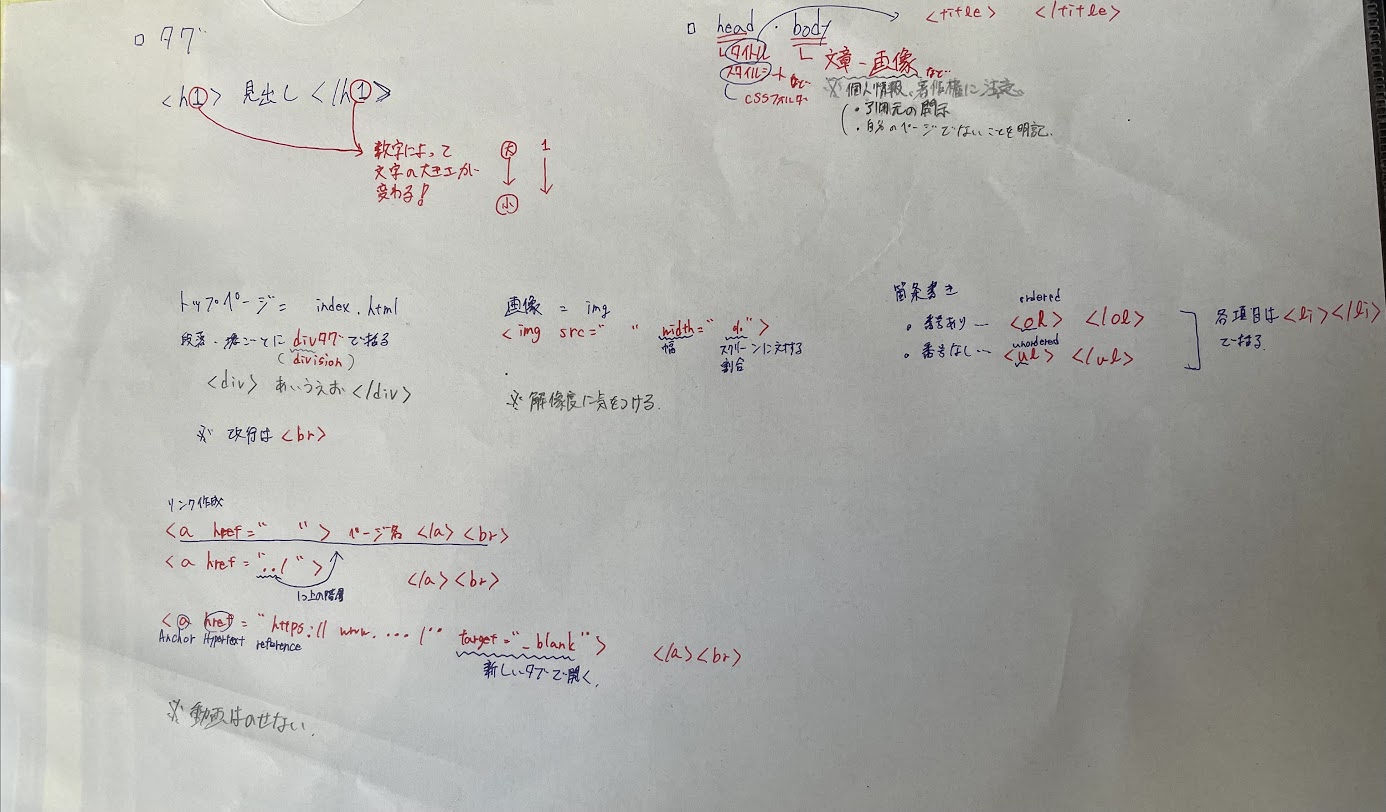 □ タグ
<h1> 見出し </h1>
数字によって
文字の大きさが
変わる!
大 1
↓ ↓
小
□ head ・ body
<title> </title>
タイトル
スタイルシート など…
CSSフォルダ
文章・画像 など…
※ 個人情報、著作権に注意。
・引用元の開示
・自分のページでないことを明記.
トップページ = index.html
段落・塊ごとに divタグで括る
(division)
<div> あいうえお </div>
※ 改行は <br>
画像 = img
<img src=" " width=" %">
幅 スクリーンに対する
割合
※ 解像度に気をつける.
箇条書き
ordered
・番号あり… <ol> </ol>
unordered
・番号なし… <ul> </ul>
各項目は <li></li>
で括る.
リンク作成
<a href=" "> ページ名 </a> <br>
<a href="../"> </a><br>
1つ上の階層
<a href="https://www. .... /" target="_blank"> </a><br>
Anchor Hypertext reference
新しいタブで開く.
※ 動画はのせない.